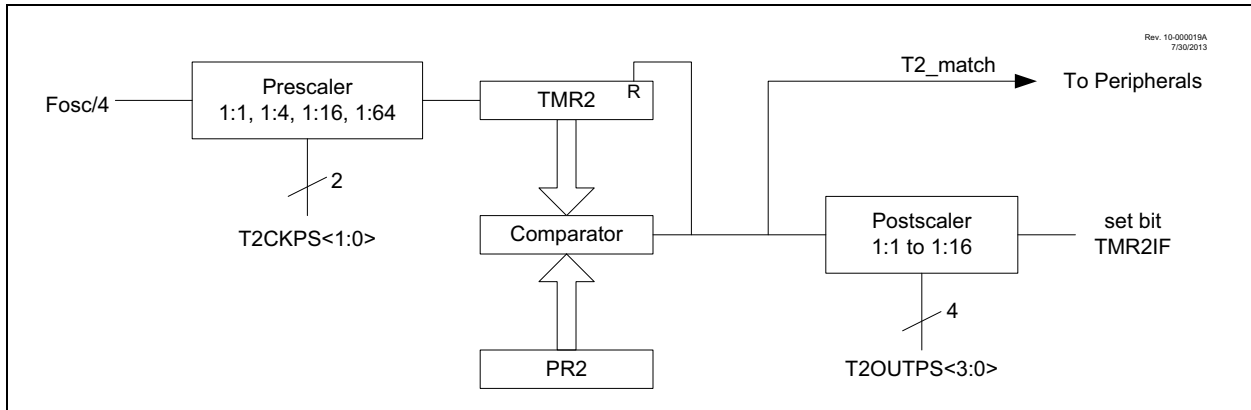 Rev. 10-000019A
7/30/2013
T2_match
To Peripherals
Fosc/4
Prescaler
1:1, 1:4, 1:16, 1:64
TMR2
R
2
T2CKPS<1:0>
Comparator
Postscaler
1:1 to 1:16
set bit
TMR2IF
4
PR2
T2OUTPS<3:0>